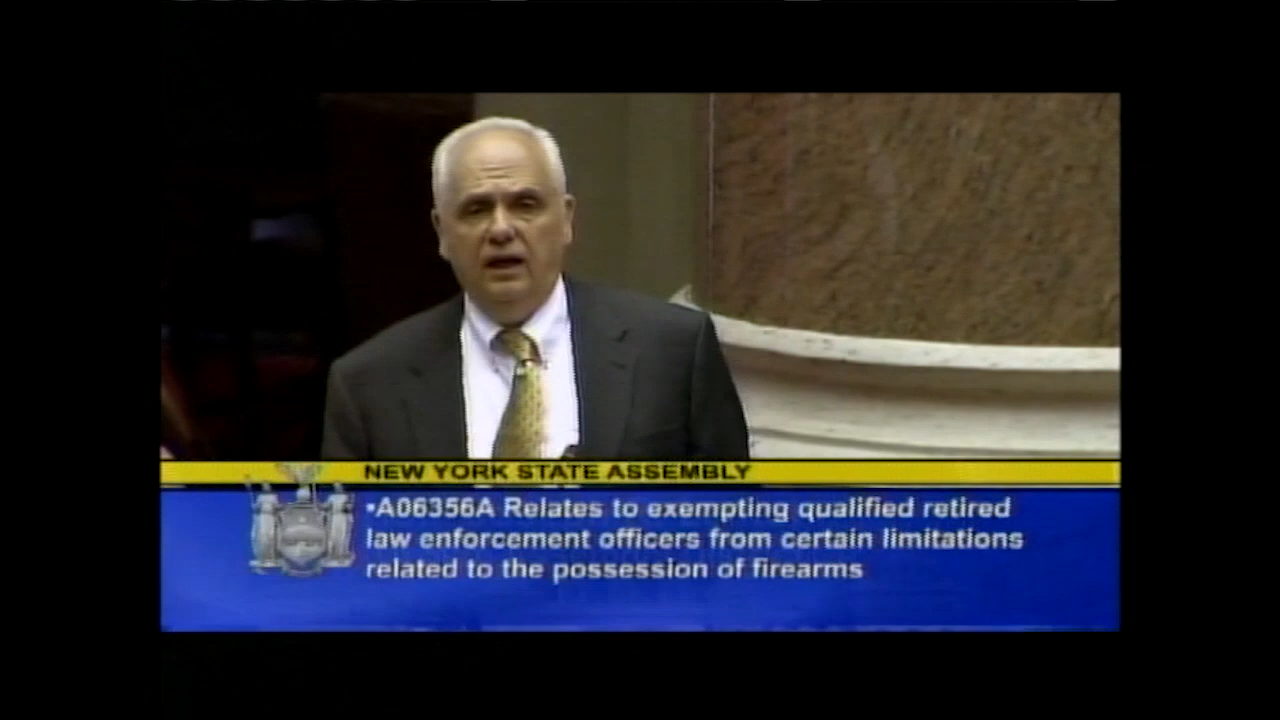 NEW YORK STATE ASSEMBLY
•A06356A Relates to exempting qualified retired
law enforcement officers from certain limitations
related to the possession of firearms